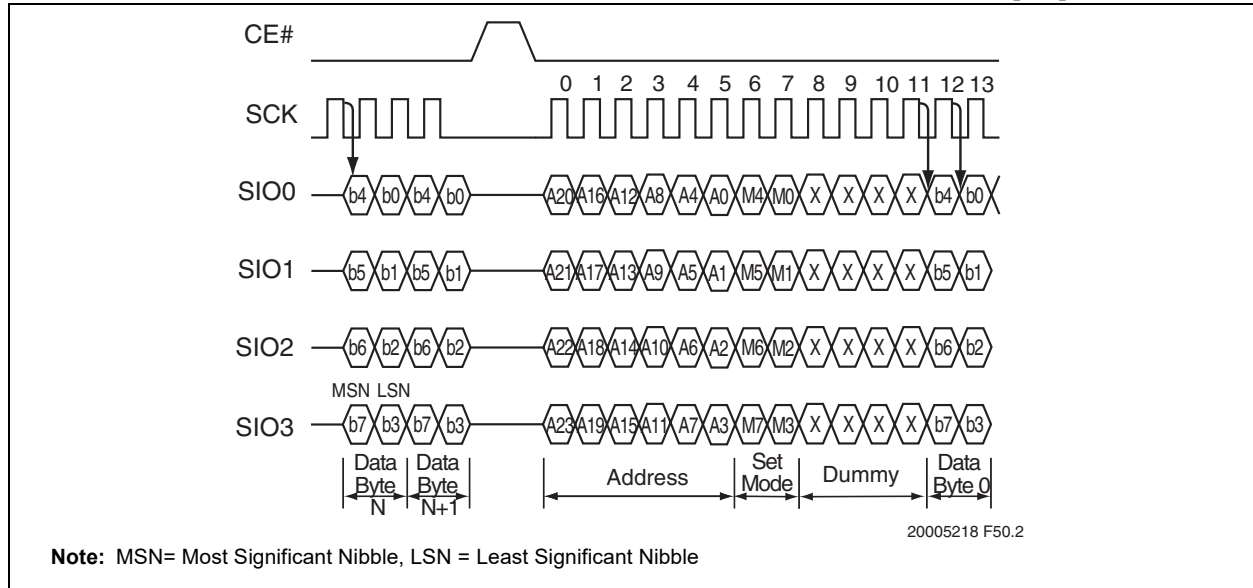 CE#
0 1 2 3 4 5 6 7 8 9 10 11 12 13
SCK
SIO0 b4 b0 b4 b0 A20 A16 A12 A8 A4 A0 M4 M0 X X X X b4 b0
SIO1 b5 b1 b5 b1 A21 A17 A13 A9 A5 A1 M5 M1 X X X X b5 b1
SIO2 b6 b2 b6 b2 A22 A18 A14 A10 A6 A2 M6 M2 X X X X b6 b2
MSN LSN
SIO3 b7 b3 b7 b3 A23 A19 A15 A11 A7 A3 M7 M3 X X X X b7 b3
Data Data Address Set Dummy Data
Byte Byte Mode Byte 0
N N+1
20005218 F50.2
Note: MSN= Most Significant Nibble, LSN = Least Significant Nibble